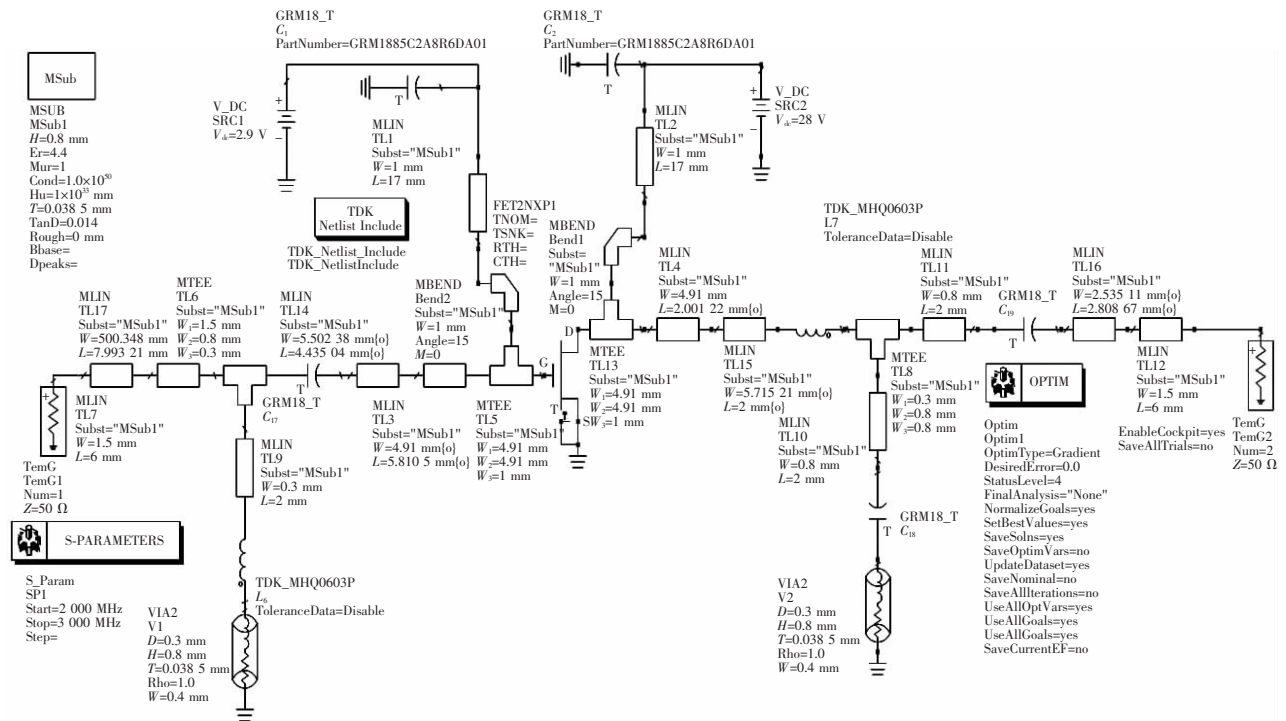 GRM18_T
C₁
PartNumber=GRM1885C2A8R6DA01
GRM18_T
C₂
PartNumber=GRM1885C2A8R6DA01
MSub
MSUB
MSub1
H=0.8 mm
Er=4.4
Mur=1
Cond=1.0×10⁵⁰
Hu=1×10³³ mm
T=0.038 5 mm
TanD=0.014
Rough=0 mm
Bbase=
Dpeaks=
V_DC
SRC1
Vdc=2.9 V
+
−
T
MLIN
TL1
Subst="MSub1"
W=1 mm
L=17 mm
TDK
Netlist Include
TDK_Netlist_Include
TDK_NetlistInclude
FET2NXP1
TNOM=
TSNK=
RTH=
CTH=
T
MLIN
TL2
Subst="MSub1"
W=1 mm
L=17 mm
+
−
V_DC
SRC2
Vdc=28 V
MBEND
Bend1
Subst=
"MSub1"
W=1 mm
Angle=15
M=0
MLIN
TL17
Subst="MSub1"
W=500.348 mm
L=7.993 21 mm
MTEE
TL6
Subst="MSub1"
W₁=1.5 mm
W₂=0.8 mm
W₃=0.3 mm
MLIN
TL14
Subst="MSub1"
W=5.502 38 mm{o}
L=4.435 04 mm{o}
MBEND
Bend2
Subst="MSub1"
W=1 mm
Angle=15
M=0
MLIN
TL4
Subst="MSub1"
W=4.91 mm
L=2.001 22 mm{o}
TDK_MHQ0603P
L7
ToleranceData=Disable
MLIN
TL11
Subst="MSub1"
W=0.8 mm
L=2 mm
GRM18_T
C₁₉
T
MLIN
TL16
Subst="MSub1"
W=2.535 11 mm{o}
L=2.808 67 mm{o}
+
TemG
TemG1
Num=1
Z=50 Ω
MLIN
TL7
Subst="MSub1"
W=1.5 mm
L=6 mm
T
GRM18_T
C₁₇
MLIN
TL9
Subst="MSub1"
W=0.3 mm
L=2 mm
MLIN
TL3
Subst="MSub1"
W=4.91 mm{o}
L=5.810 5 mm{o}
MTEE
TL5
Subst="MSub1"
W₁=4.91 mm
W₂=4.91 mm
W₃=1 mm
G
D
T
S
MTEE
TL13
Subst="MSub1"
W₁=4.91 mm
W₂=4.91 mm
W₃=1 mm
MLIN
TL15
Subst="MSub1"
W=5.715 21 mm{o}
L=2 mm{o}
MLIN
TL10
Subst="MSub1"
W=0.8 mm
L=2 mm
MTEE
TL8
Subst="MSub1"
W₁=0.3 mm
W₂=0.8 mm
W₃=0.8 mm
MLIN
TL12
Subst="MSub1"
W=1.5 mm
L=6 mm
+
TemG
TemG2
Num=2
Z=50 Ω
OPTIM
Optim
Optim1
OptimType=Gradient
DesiredError=0.0
StatusLevel=4
FinalAnalysis="None"
NormalizeGoals=yes
SetBestValues=yes
SaveSolns=yes
SaveOptimVars=no
UpdateDataset=yes
SaveNominal=no
SaveAllIterations=no
UseAllOptVars=yes
UseAllGoals=yes
UseAllGoals=yes
SaveCurrentEF=no
EnableCockpit=yes
SaveAllTrials=no
S-PARAMETERS
S_Param
SP1
Start=2 000 MHz
Stop=3 000 MHz
Step=
TDK_MHQ0603P
L₆
ToleranceData=Disable
VIA2
V1
D=0.3 mm
H=0.8 mm
T=0.038 5 mm
Rho=1.0
W=0.4 mm
GRM18_T
T
C₁₈
VIA2
V2
D=0.3 mm
H=0.8 mm
T=0.038 5 mm
Rho=1.0
W=0.4 mm